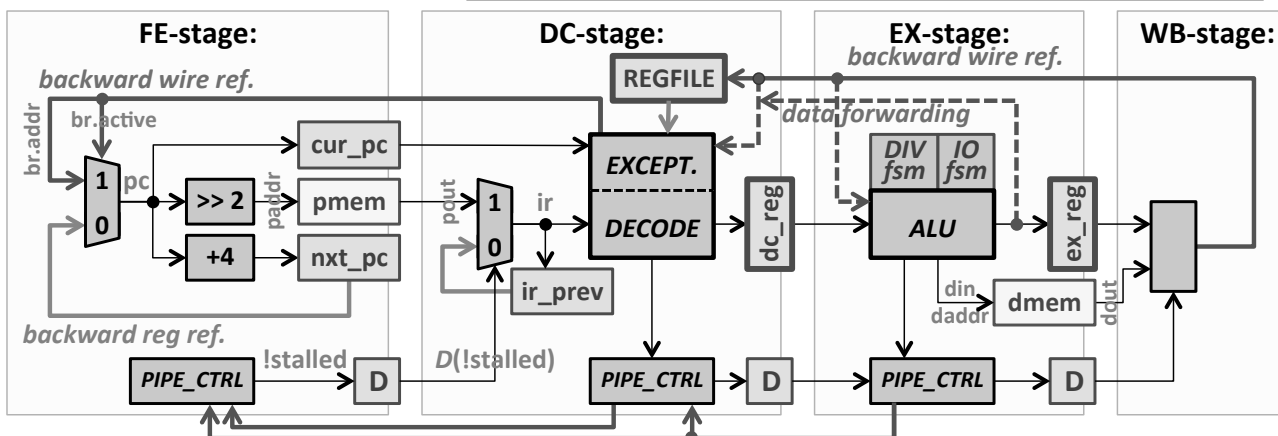 FE-stage:
DC-stage:
EX-stage:
WB-stage:
backward wire ref.
br.addr
br.active
1
0
pc
>> 2
+4
paddr
cur_pc
pmem
nxt_pc
backward reg ref.
PIPE_CTRL
!stalled
D
D(!stalled)
pout
1
0
ir
ir_prev
REGFILE
EXCEPT.
DECODE
dc_reg
PIPE_CTRL
D
backward wire ref.
data forwarding
DIV
fsm
IO
fsm
ALU
ex_reg
din
daddr
dmem
dout
PIPE_CTRL
D